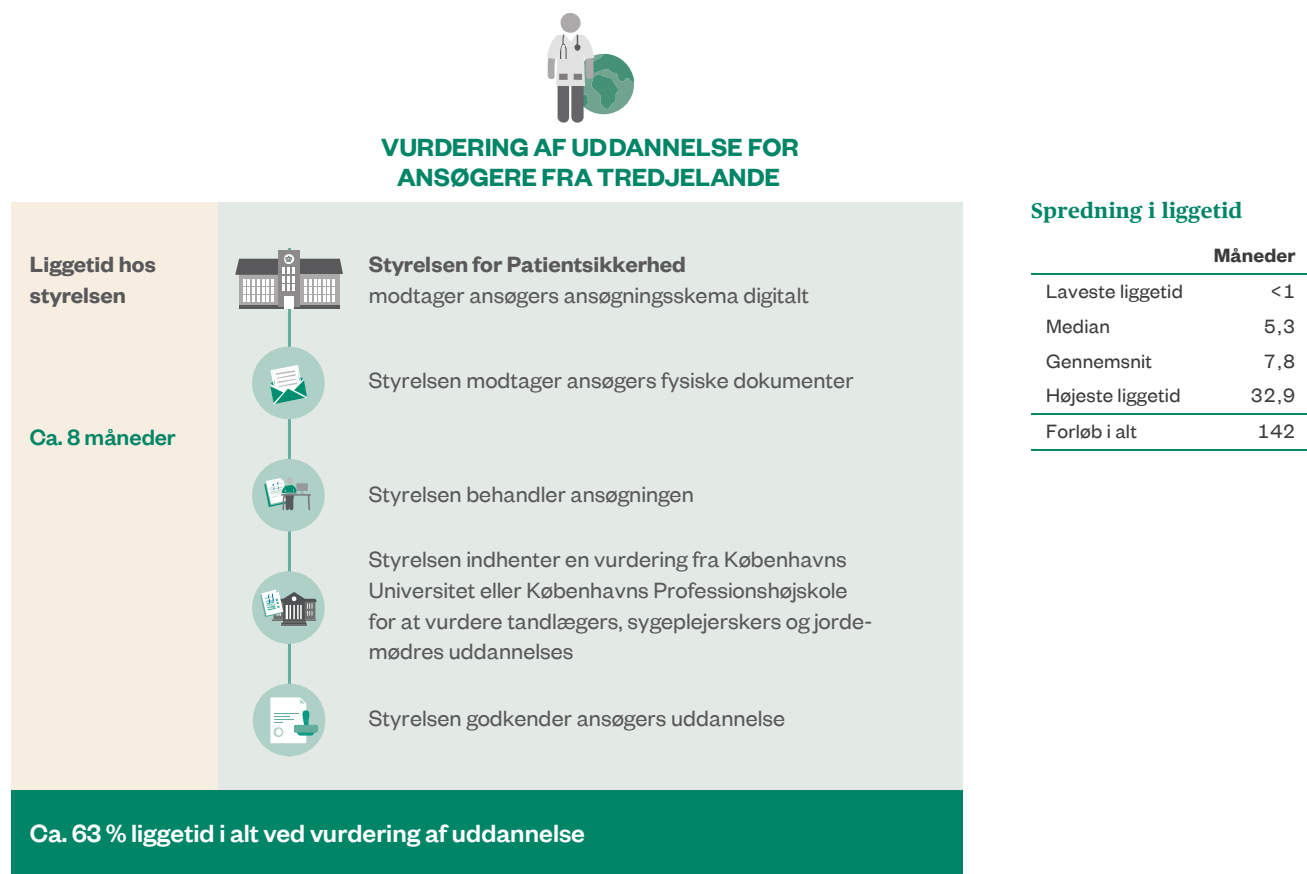 VURDERING AF UDDANNELSE FOR
ANSØGERE FRA TREDJELANDE
Liggetid hos
styrelsen
Ca. 8 måneder
Styrelsen for Patientsikkerhed
modtager ansøgers ansøgningsskema digitalt
Styrelsen modtager ansøgers fysiske dokumenter
Styrelsen behandler ansøgningen
Styrelsen indhenter en vurdering fra Københavns
Universitet eller Københavns Professionshøjskole
for at vurdere tandlægers, sygeplejerskers og jorde-
mødres uddannelses
Styrelsen godkender ansøgers uddannelse
Ca. 63 % liggetid i alt ved vurdering af uddannelse
Spredning i liggetid
Måneder
Laveste liggetid <1
Median 5,3
Gennemsnit 7,8
Højeste liggetid 32,9
Forløb i alt 142